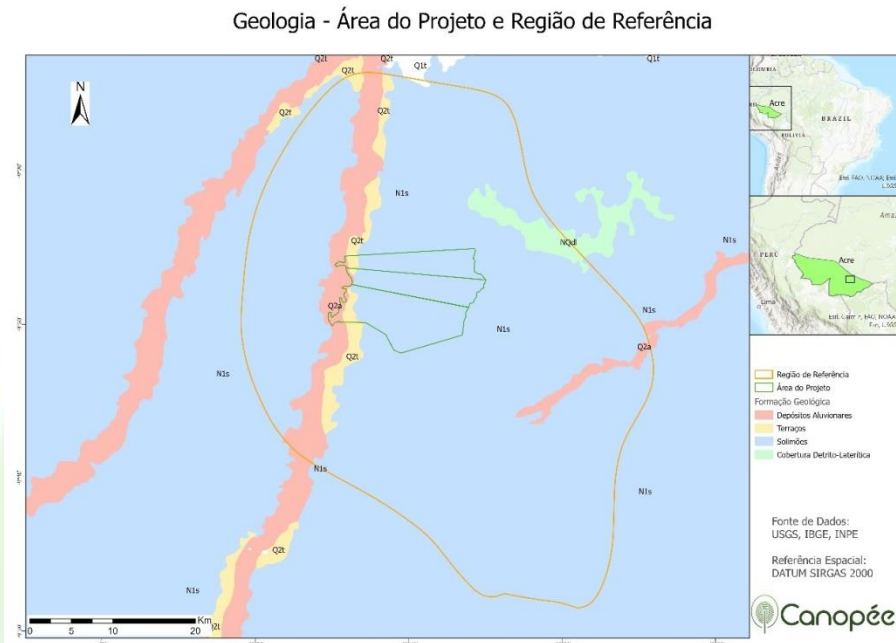 Geologia - Área do Projeto e Região de Referência
Q2t
Q2t
Q1t
Q1t
Q2t
Q2t
Q2t
N
N1s
Q2t
NQdl
N1s
Q2a
N1s
N1s
Q2a
Q2t
N1s
N1s
N1s
Q2t
N1s
Km
0 5 10 20
Acre
BRAZIL
BOLIVIA
PERU
Acre
Lima
Região de Referência
Área do Projeto
Formação Geológica
Depósitos Aluvionares
Terraços
Solimões
Cobertura Detrito-Laterítica
Fonte de Dados:
USGS, IBGE, INPE
Referência Espacial:
DATUM SIRGAS 2000
Canopée